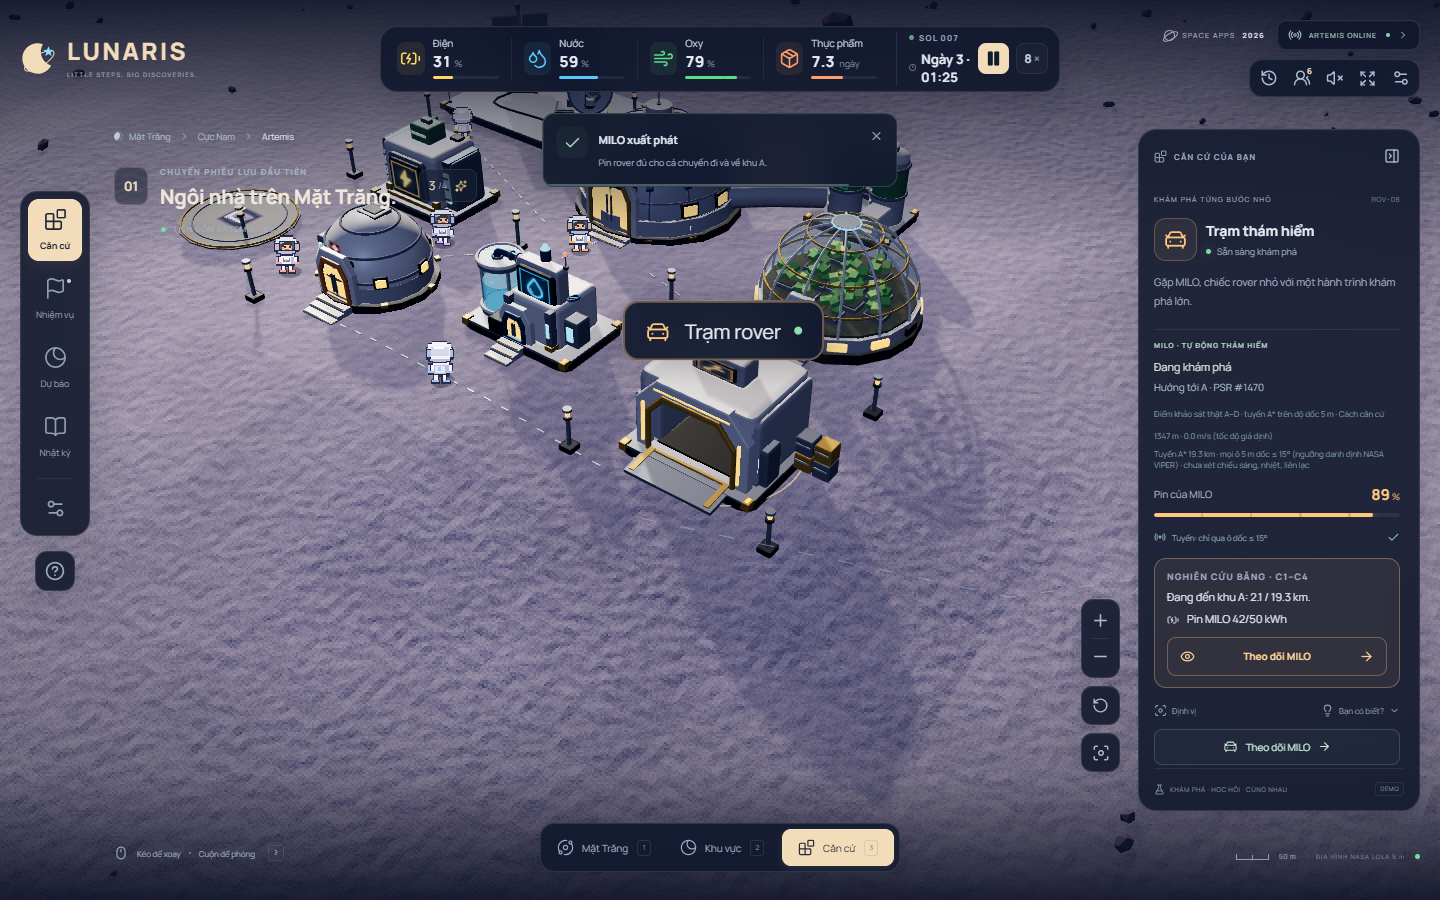 LUNARIS
LITTLE STEPS. BIG DISCOVERIES.
Điện
31 %
Nước
59 %
Oxy
79 %
Thực phẩm
7.3 ngày
SOL 007
Ngày 3 ·
01:25
8×
SPACE APPS 2026
ARTEMIS ONLINE
6
Mặt Trăng
Cực Nam
Artemis
01
CHUYẾN PHIÊU LƯU ĐẦU TIÊN
Ngôi nhà trên Mặt Trăng.
3 /4
MILO xuất phát
Pin rover đủ cho cả chuyến đi và về khu A.
Căn cứ
Nhiệm vụ
Dự báo
Nhật ký
Trạm rover
CĂN CỨ CỦA BẠN
KHÁM PHÁ TỪNG BƯỚC NHỎ
ROV-08
Trạm thám hiểm
Sẵn sàng khám phá
Gặp MILO, chiếc rover nhỏ với một hành trình khám
phá lớn.
MILO · TỰ ĐỘNG THÁM HIỂM
Đang khám phá
Hướng tới A · PSR #1470
Điểm khảo sát thật A–D · tuyến A* trên độ dốc 5 m · Cách căn cứ
1347 m · 0.0 m/s (tốc độ giả định)
Tuyến A* 19.3 km · mọi ô 5 m dốc ≤ 15° (ngưỡng danh định NASA
VIPER) · chưa xét chiếu sáng, nhiệt, liên lạc
Pin của MILO
89 %
Tuyến: chỉ qua ô dốc ≤ 15°
NGHIÊN CỨU BĂNG · C1–C4
Đang đến khu A: 2.1 / 19.3 km.
Pin MILO 42/50 kWh
Theo dõi MILO
Định vị
Bạn có biết?
Theo dõi MILO
KHÁM PHÁ · HỌC HỎI · CÙNG NHAU
DEMO
Kéo để xoay · Cuộn để phóng
?
Mặt Trăng 1
Khu vực 2
Căn cứ 3
50 m
ĐỊA HÌNH NASA LOLA 5 m